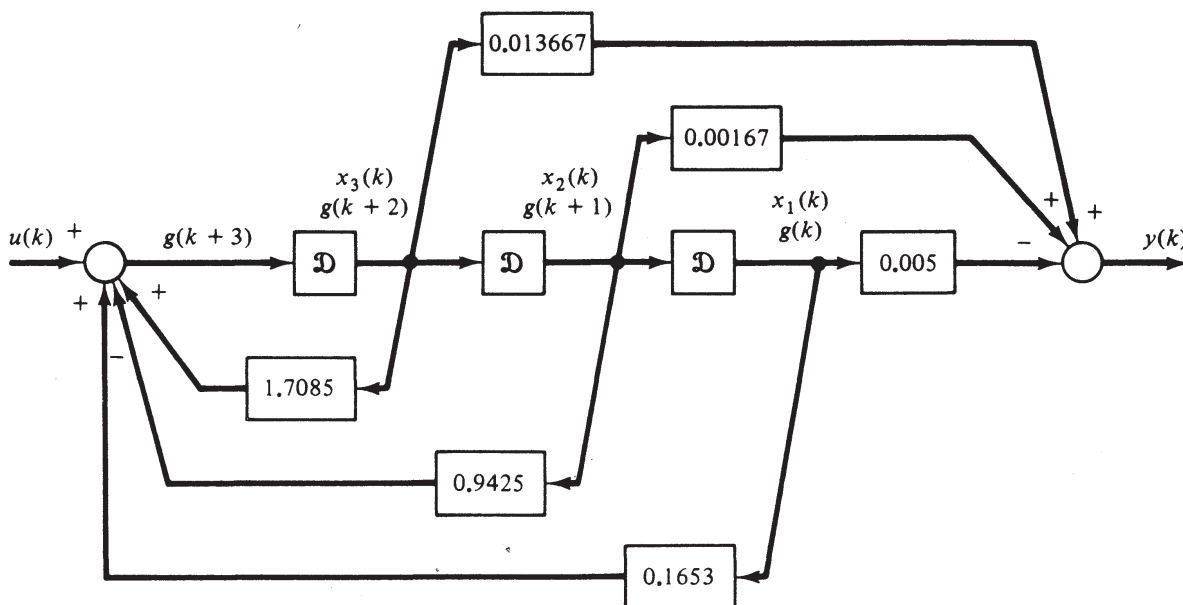 0.013667
0.00167
x₃(k)
g(k + 2)
x₂(k)
g(k + 1)
x₁(k)
g(k)
u(k)
+
g(k + 3)
𝔇
𝔇
𝔇
0.005
+
+
−
y(k)
+
+
−
1.7085
0.9425
0.1653